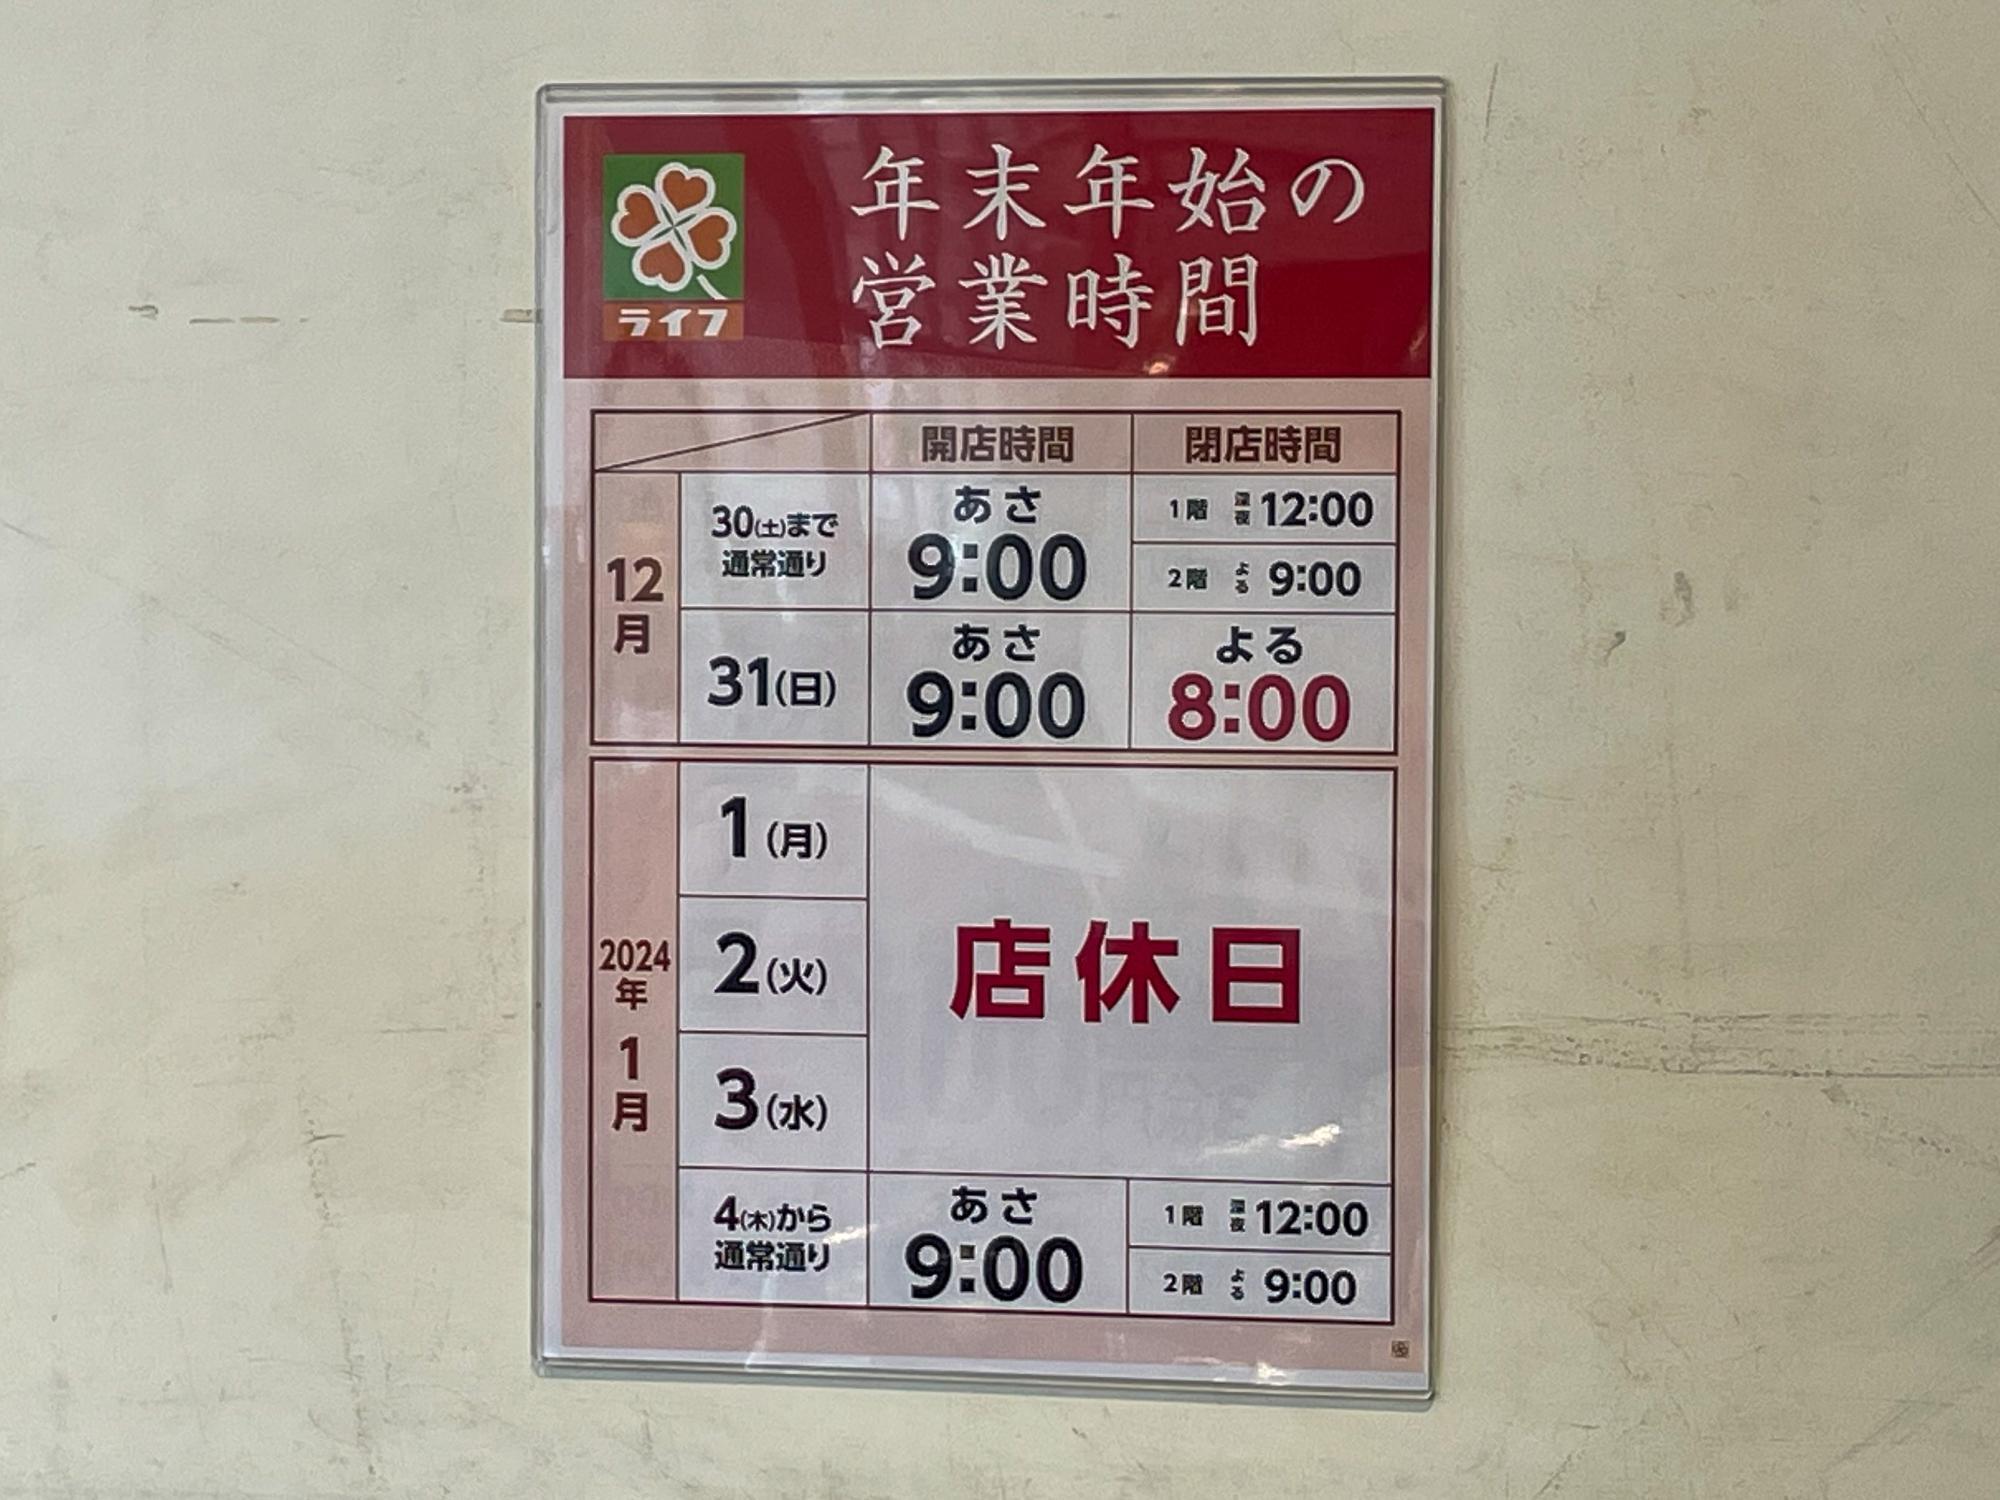 ライフ
年末年始の
営業時間
開店時間 閉店時間
12月
30(土)まで
通常通り
あさ
9:00
1階 深夜 12:00
2階 よる 9:00
31(日)
あさ
9:00
よる
8:00
2024年
1月
1(月)
2(火)
3(水)
店休日
4(木)から
通常通り
あさ
9:00
1階 深夜 12:00
2階 よる 9:00